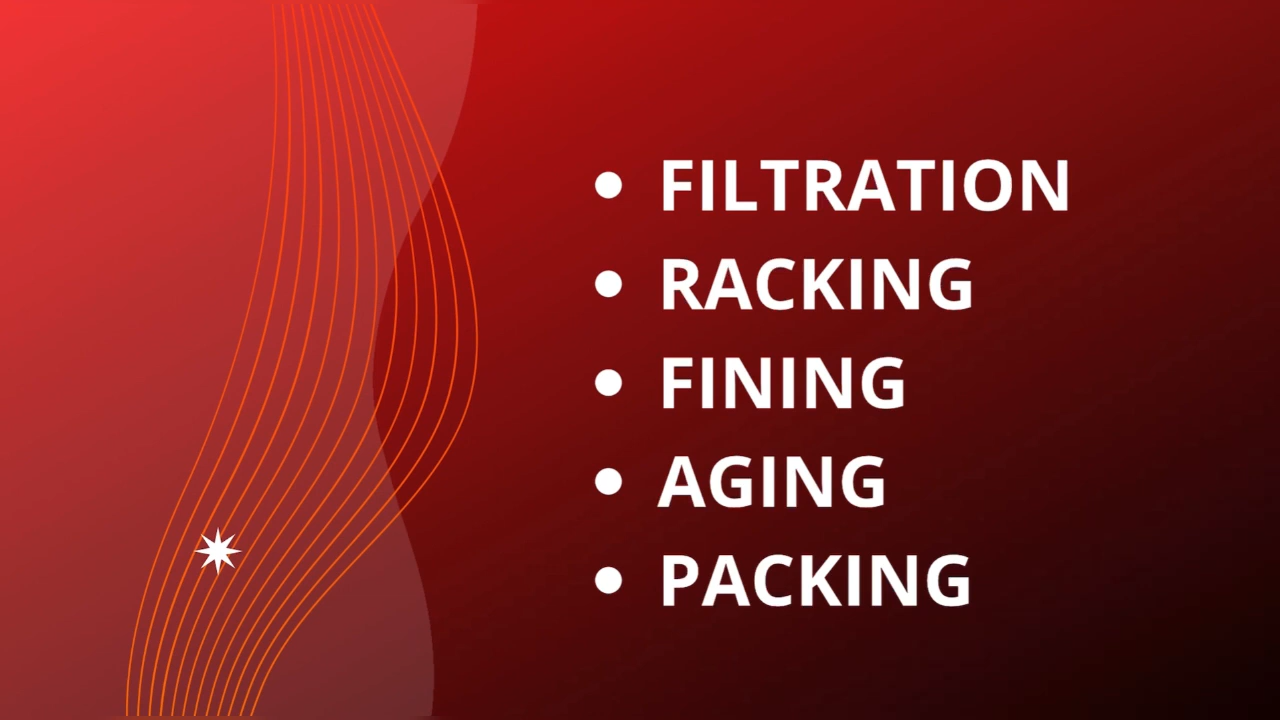 • FILTRATION
• RACKING
• FINING
• AGING
• PACKING